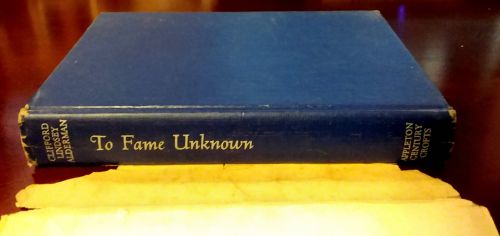 CLIFFORD
LINDSEY
ALDERMAN
To Fame Unknown
APPLETON
CENTURY
CROFTS